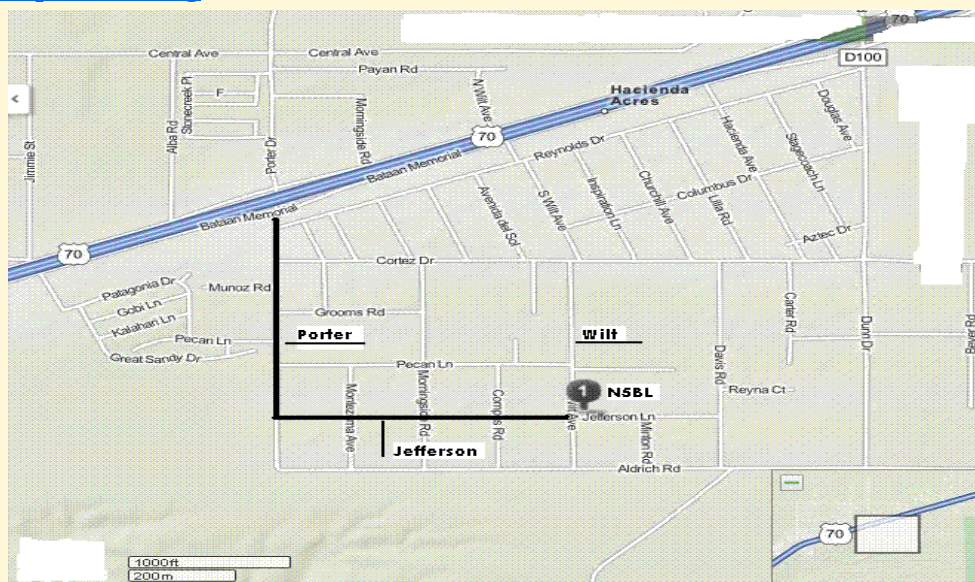 70
Central Ave
Central Ave
D100
Payan Rd
Hacienda
Acres
F
Stonecreek Pl
Alba Rd
Jimmie St
Porter Dr
Morningside Rd
N Wilt Ave
70
Bataan Memorial
Reynolds Dr
Douglas Ave
Stagecoach Ln
Hacienda Ave
Columbus Dr
Churchill Ave
Lilla Rd
Inspiration Ln
S Wilt Ave
Avenida del Sol
Bataan Memorial
Aztec Dr
70
Cortez Dr
Patagonia Dr
Munoz Rd
Gobi Ln
Kalahari Ln
Grooms Rd
Carter Rd
Dunn Dr
Porter
Wilt
Pecan Ln
Great Sandy Dr
Pecan Ln
Davis Rd
Reyna Ct
1
N5BL
Montezuma Ave
Morningside Rd
Compas Rd
Wilt Ave
Jefferson Ln
Minton Rd
Jefferson
Aldrich Rd
70
1000ft
200m